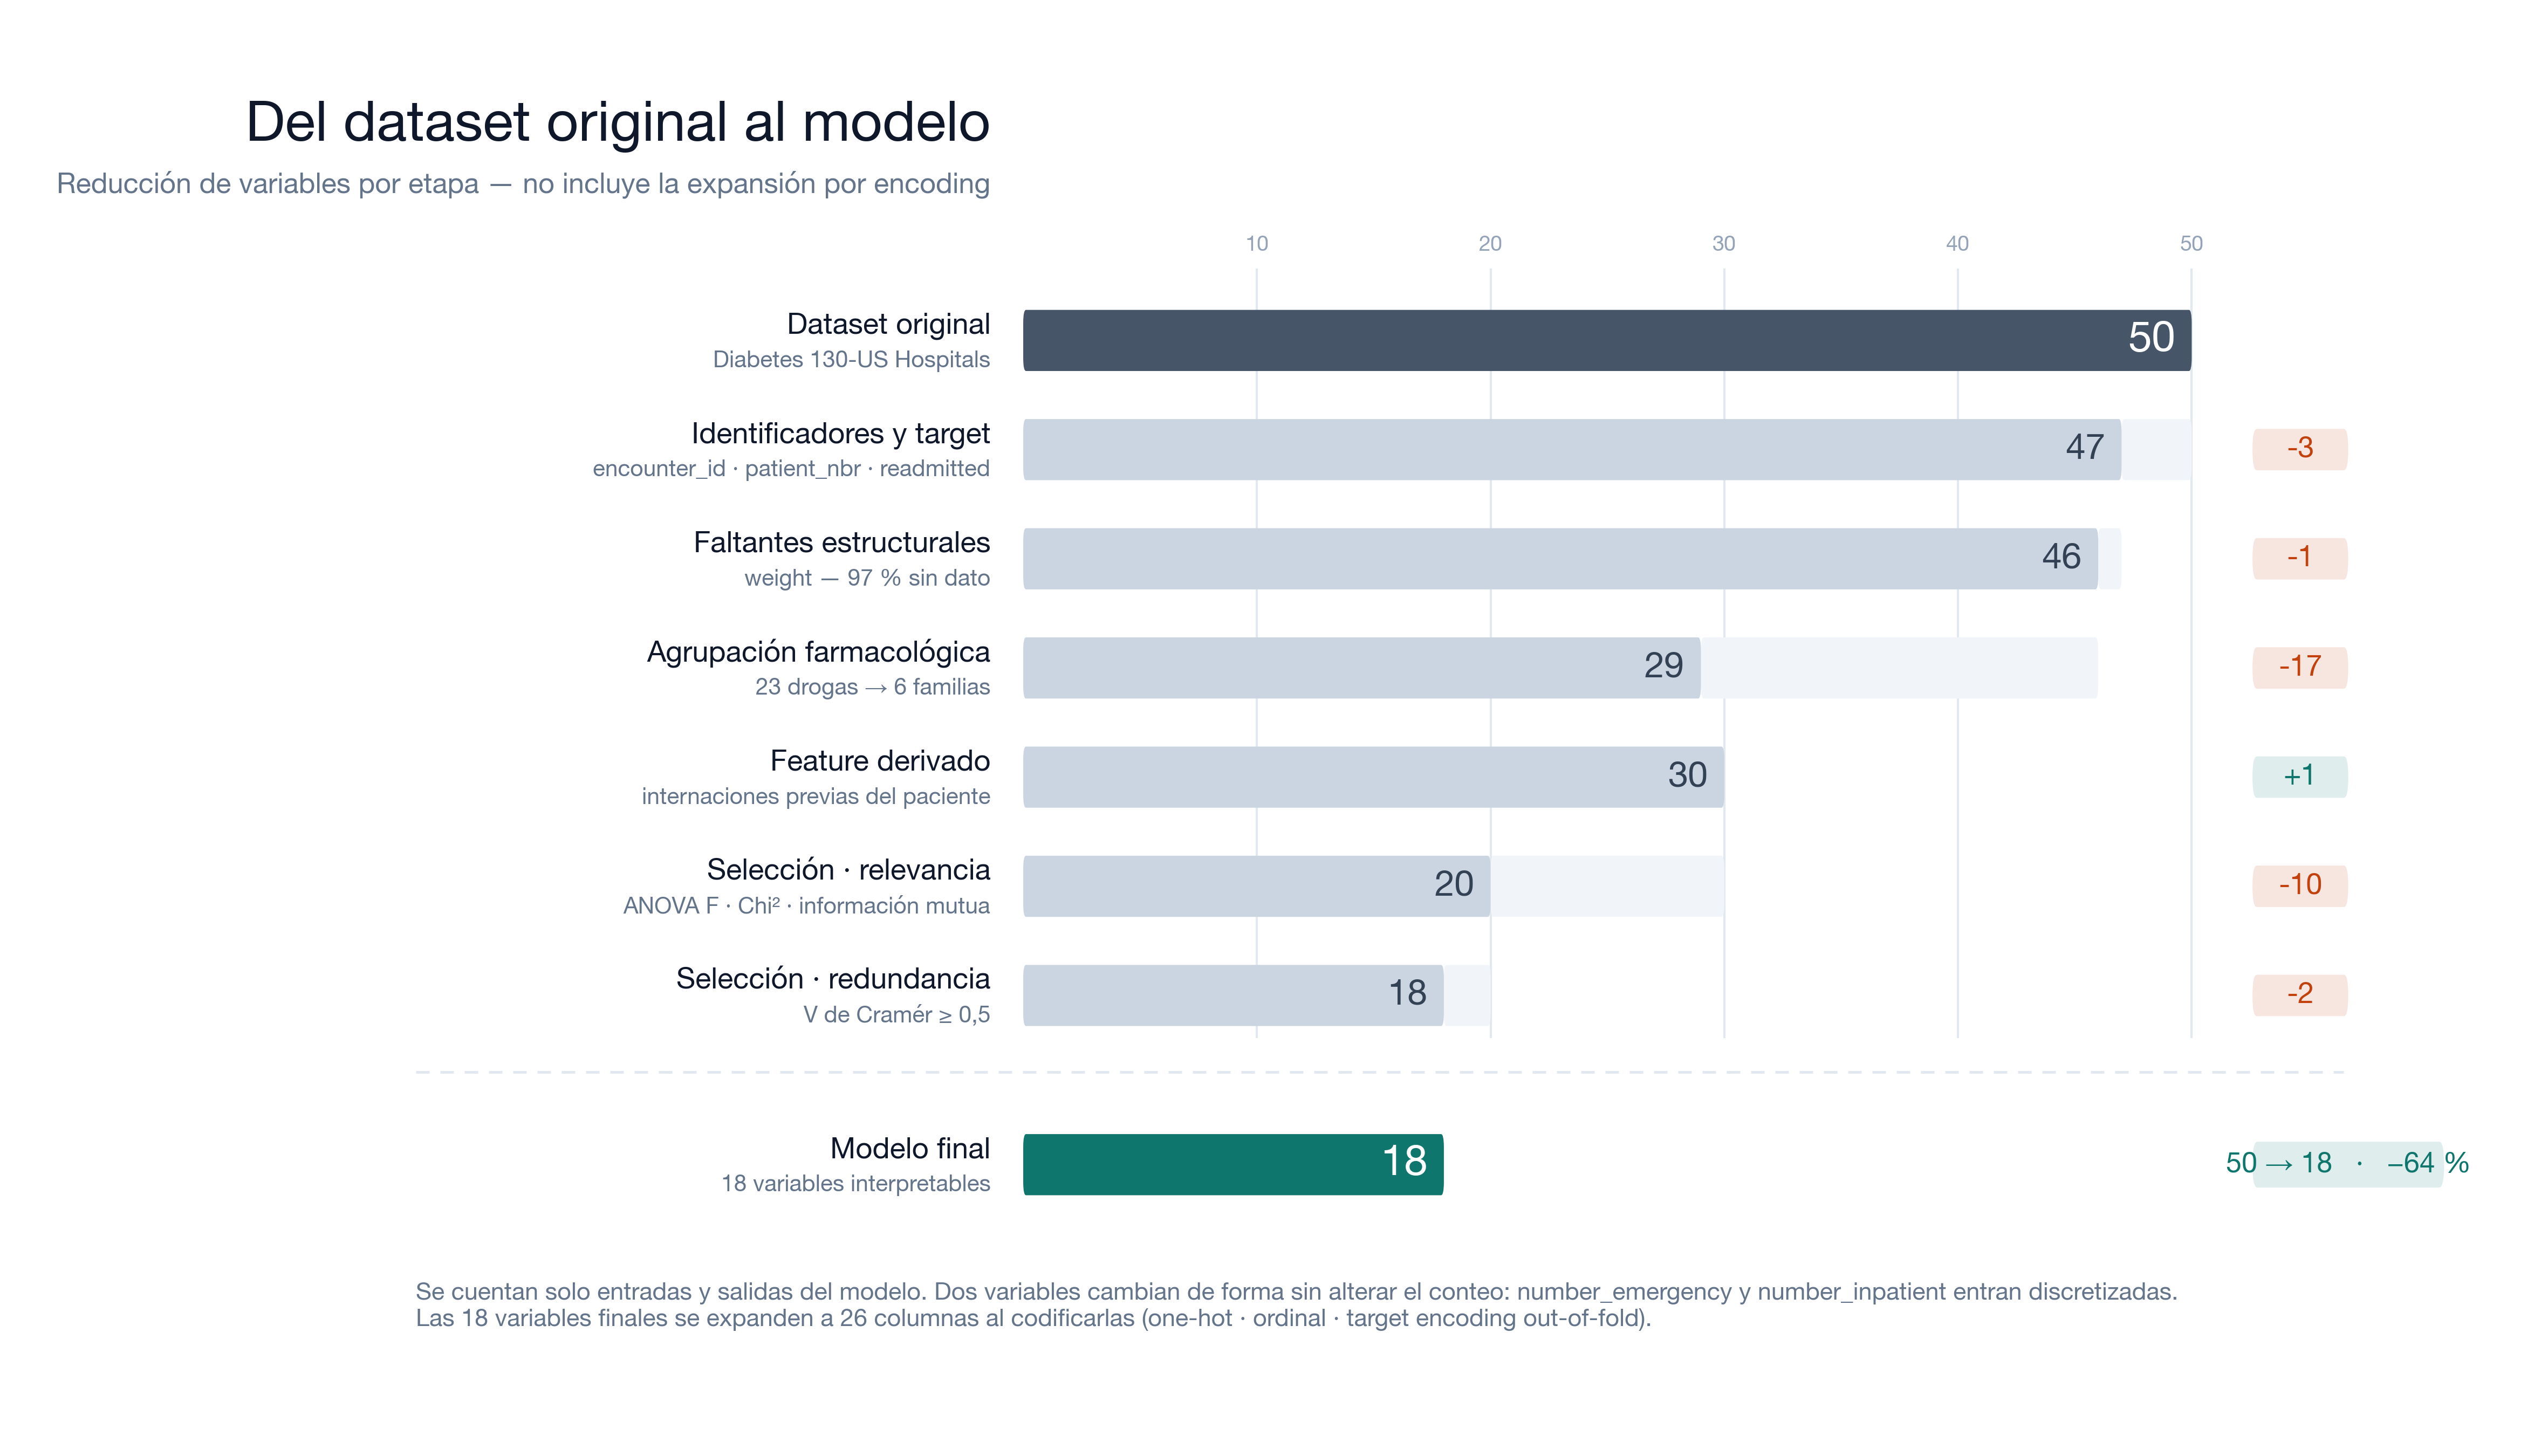 Del dataset original al modelo
Reducción de variables por etapa — no incluye la expansión por encoding
10 20 30 40 50
Dataset original
Diabetes 130-US Hospitals
50
Identificadores y target
encounter_id · patient_nbr · readmitted
47
-3
Faltantes estructurales
weight — 97 % sin dato
46
-1
Agrupación farmacológica
23 drogas → 6 familias
29
-17
Feature derivado
internaciones previas del paciente
30
+1
Selección · relevancia
ANOVA F · Chi² · información mutua
20
-10
Selección · redundancia
V de Cramér ≥ 0,5
18
-2
Modelo final
18 variables interpretables
18
50 → 18 · −64 %
Se cuentan solo entradas y salidas del modelo. Dos variables cambian de forma sin alterar el conteo: number_emergency y number_inpatient entran discretizadas.
Las 18 variables finales se expanden a 26 columnas al codificarlas (one-hot · ordinal · target encoding out-of-fold).